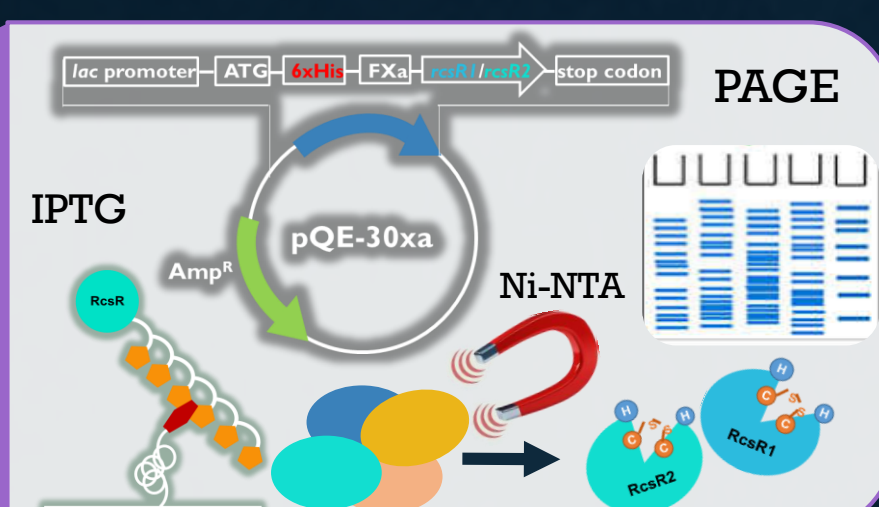 lac promoter ATG 6xHis FXa rcsR1/rcsR2 stop codon
PAGE
IPTG
pQE-30xa
AmpR
Ni-NTA
RcsR
H
H
C
S
S
C
RcsR2
H
H
C
S
S
C
RcsR1